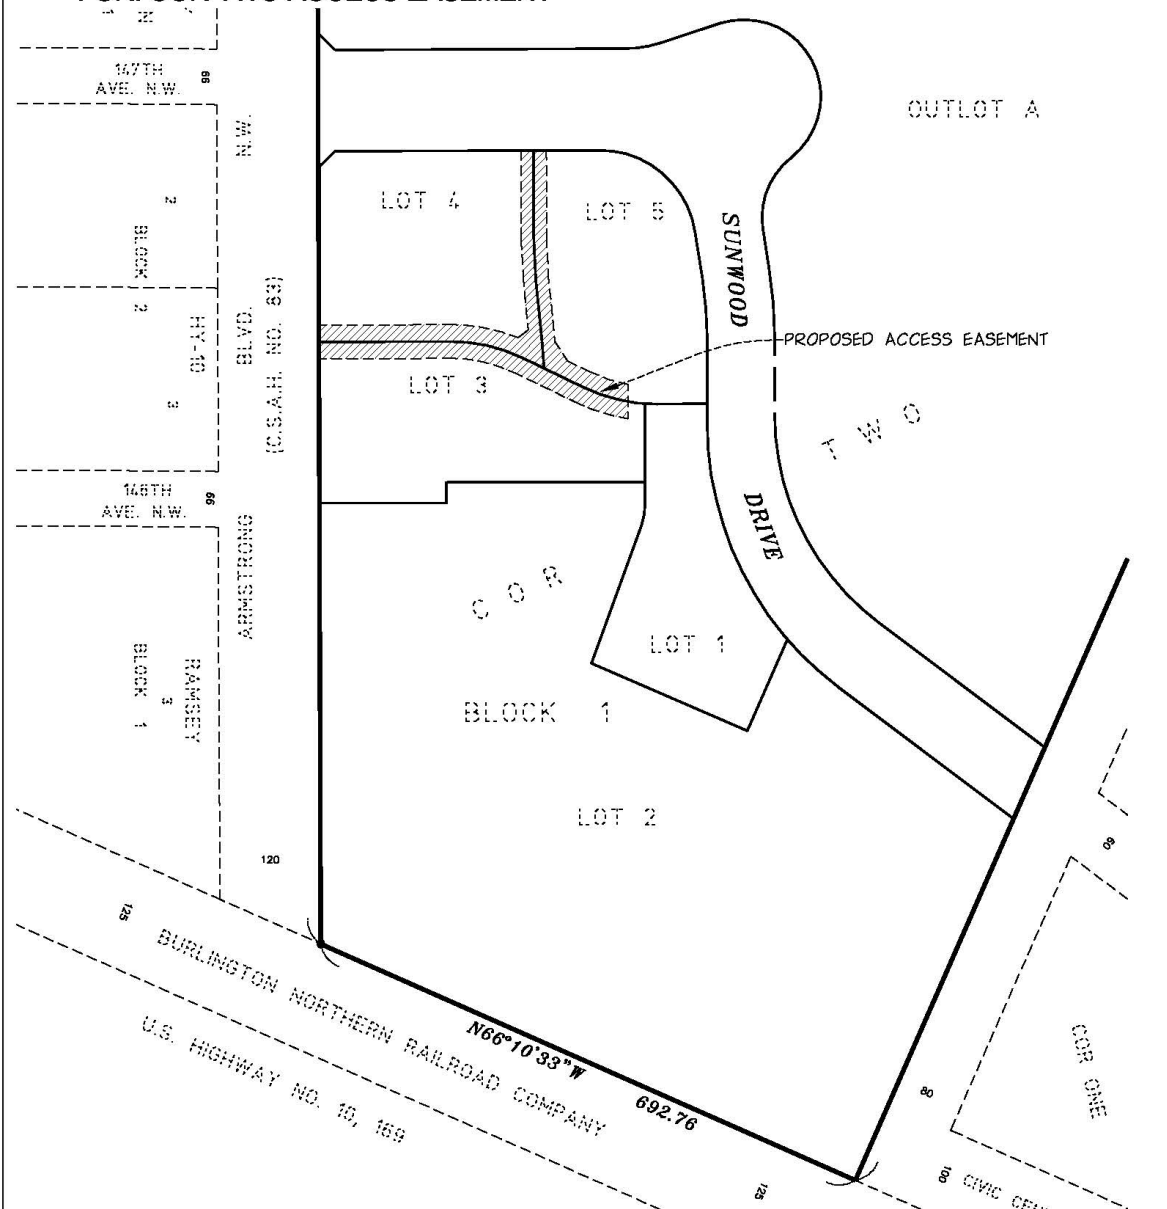 147TH
AVE. N.W.
66
N.W.
OUTLOT A
2
BLOCK 2
HY-10
3
BLVD.
(C.S.A.H. NO. 83)
LOT 4
LOT 5
SUNWOOD
PROPOSED ACCESS EASEMENT
LOT 3
TWO
146TH
AVE. N.W.
66
ARMSTRONG
DRIVE
COR
LOT 1
BLOCK 1
LOT 2
RAMSEY
3
BLOCK 1
120
125
BURLINGTON NORTHERN RAILROAD COMPANY
U.S. HIGHWAY NO. 10, 169
N66°10'33"W
692.76
60
COR ONE
80
100
125
CIVIC